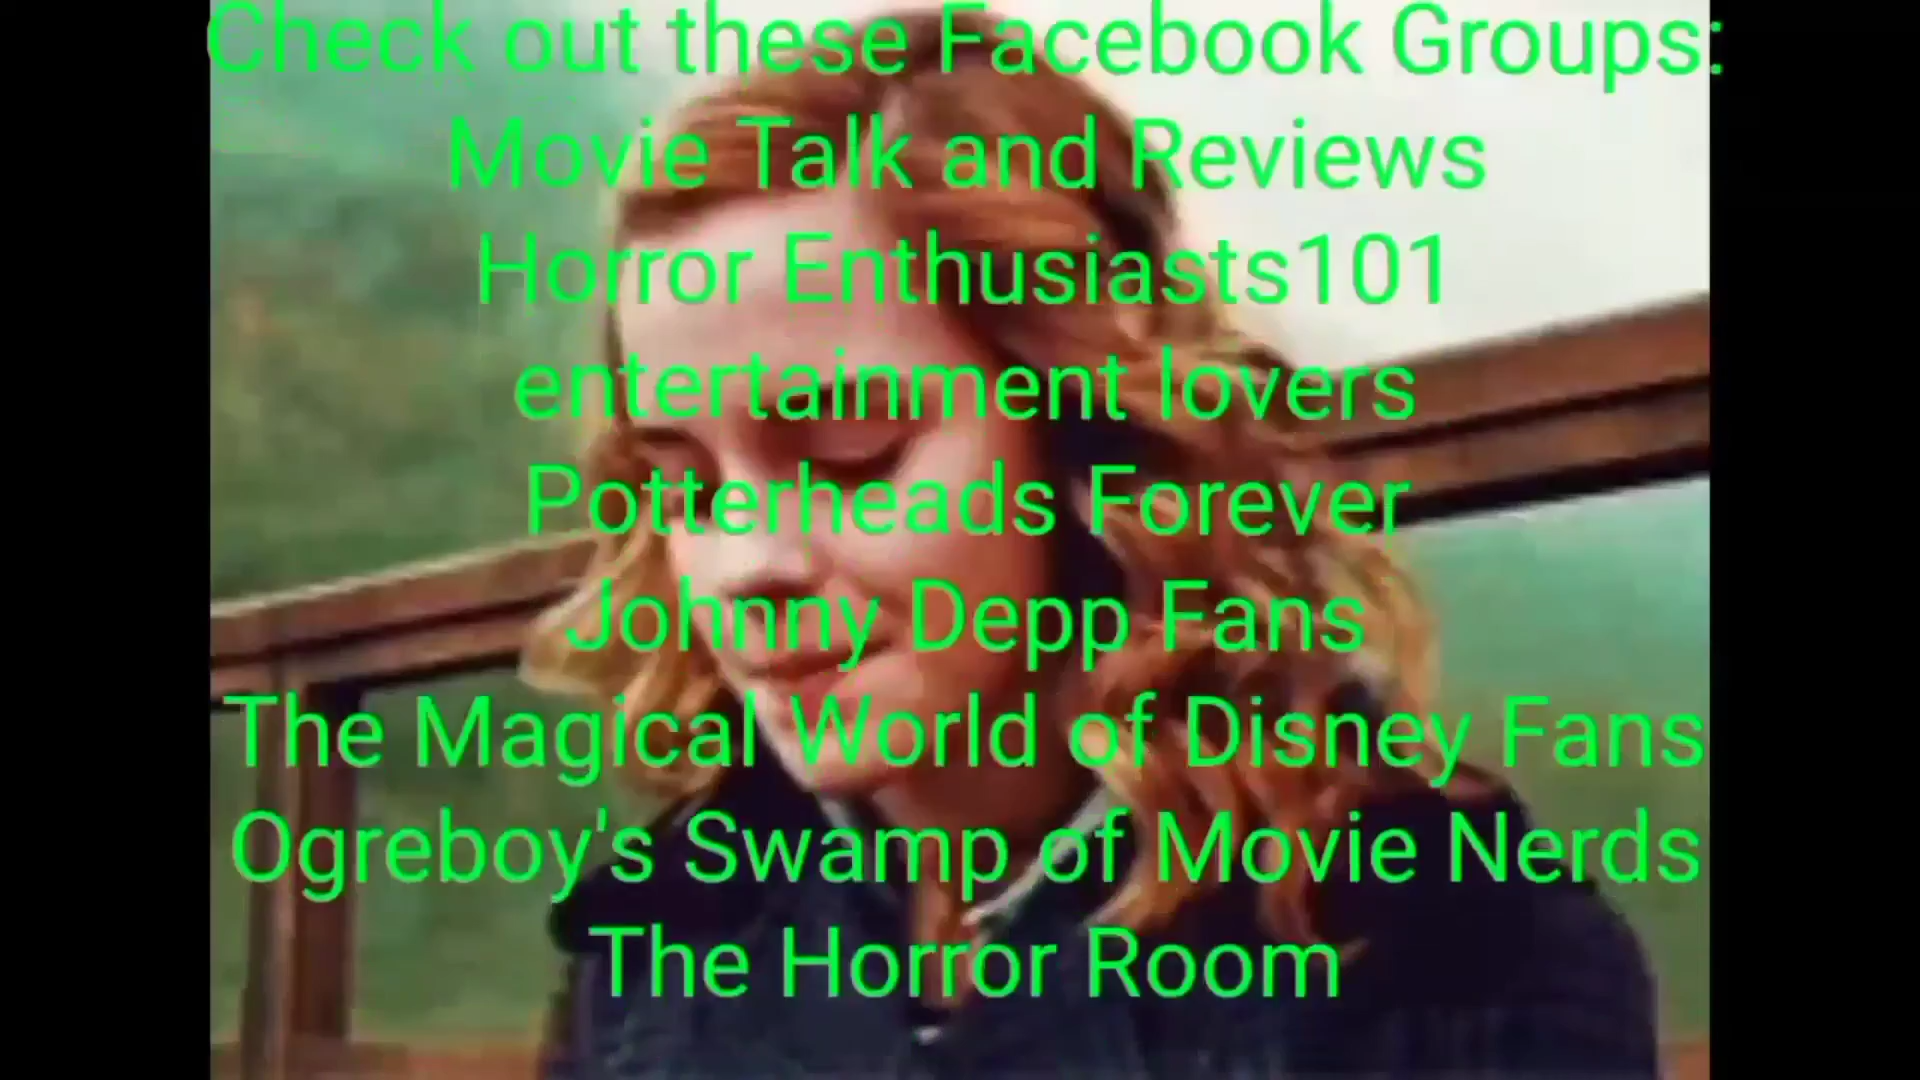 Check out these Facebook Groups:
Movie Talk and Reviews
Horror Enthusiasts101
entertainment lovers
Potterheads Forever
Johnny Depp Fans
The Magical World of Disney Fans
Ogreboy's Swamp of Movie Nerds
The Horror Room